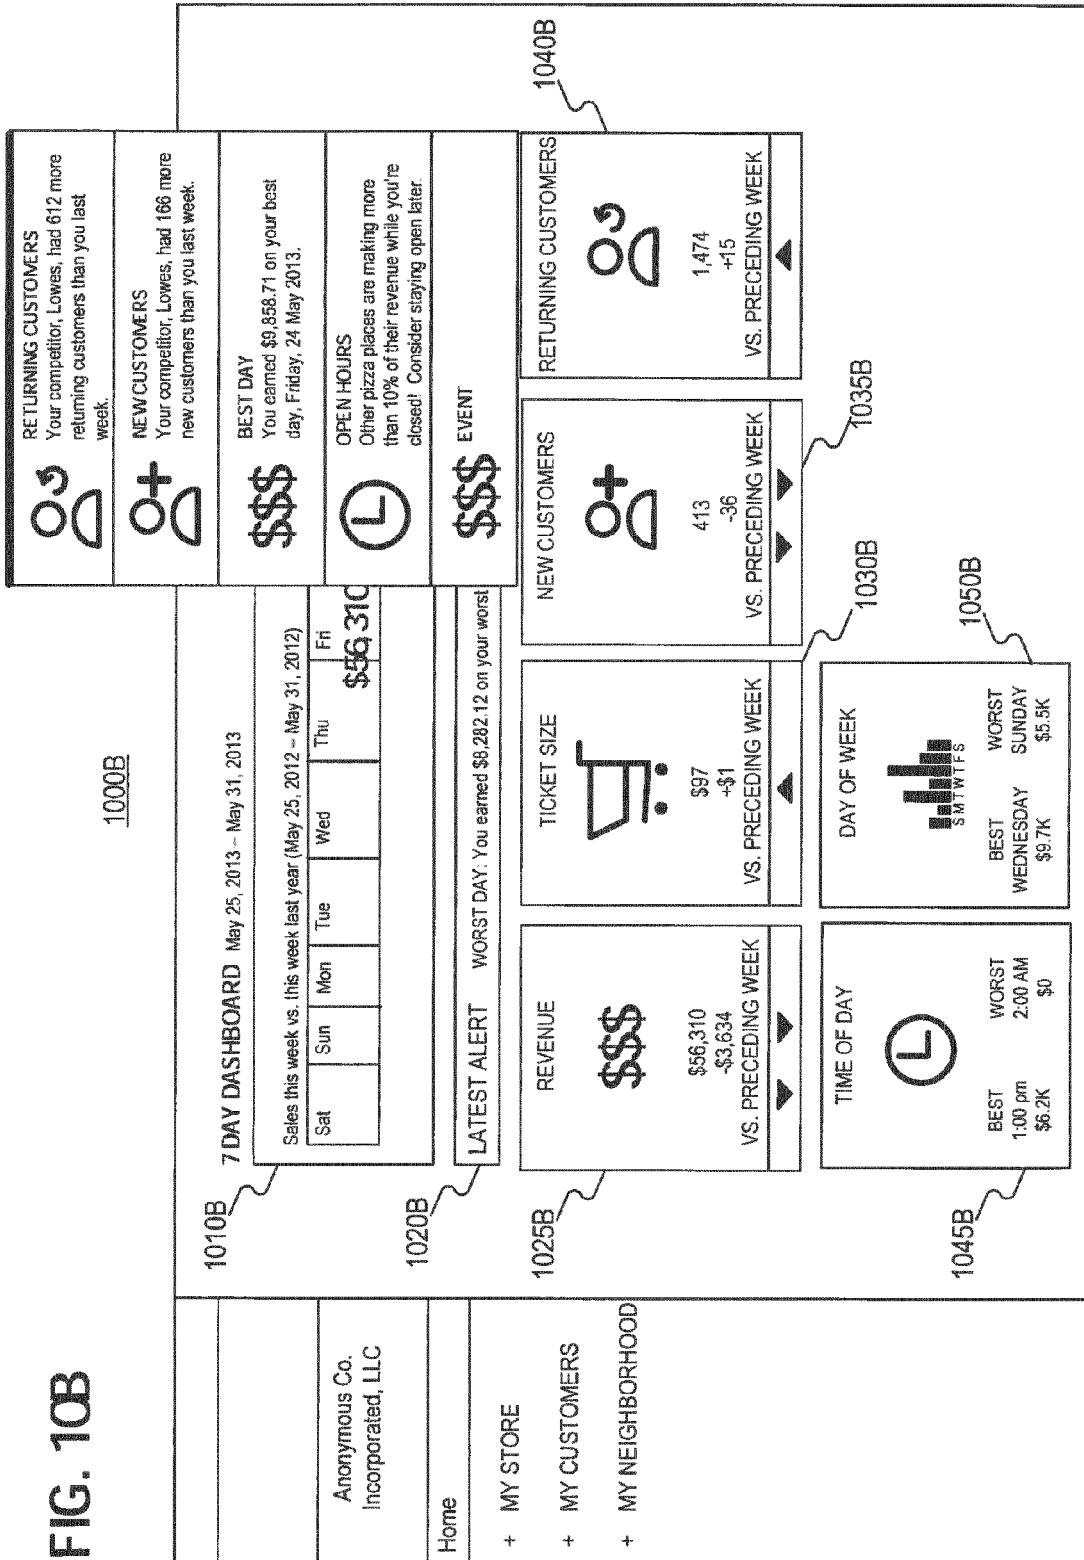 FIG. 10B
1000B
Anonymous Co.
Incorporated, LLC
Home
+ MY STORE
+ MY CUSTOMERS
+ MY NEIGHBORHOOD
7 DAY DASHBOARD May 25, 2013 – May 31, 2013
1010B
Sales this week vs. this week last year (May 25, 2012 – May 31, 2012)
Sat Sun Mon Tue Wed Thu Fri
$56,310
1020B
LATEST ALERT WORST DAY: You earned $8,282.12 on your worst
RETURNING CUSTOMERS
Your competitor, Lowes, had 612 more
returning customers than you last
week.
NEW CUSTOMERS
Your competitor, Lowes, had 166 more
new customers than you last week.
$$$
BEST DAY
You earned $9,858.71 on your best
day, Friday, 24 May 2013.
OPEN HOURS
Other pizza places are making more
than 10% of their revenue while you're
closed! Consider staying open later.
$$$ EVENT
1025B
REVENUE
$$$
$56,310
-$3,634
VS. PRECEDING WEEK
TICKET SIZE
$97
+$1
VS. PRECEDING WEEK
1030B
NEW CUSTOMERS
413
-36
VS. PRECEDING WEEK
1035B
RETURNING CUSTOMERS
1,474
+15
VS. PRECEDING WEEK
1040B
1045B
TIME OF DAY
BEST WORST
1:00 pm 2:00 AM
$6.2K $0
DAY OF WEEK
S M T W T F S
BEST WORST
WEDNESDAY SUNDAY
$9.7K $5.5K
1050B